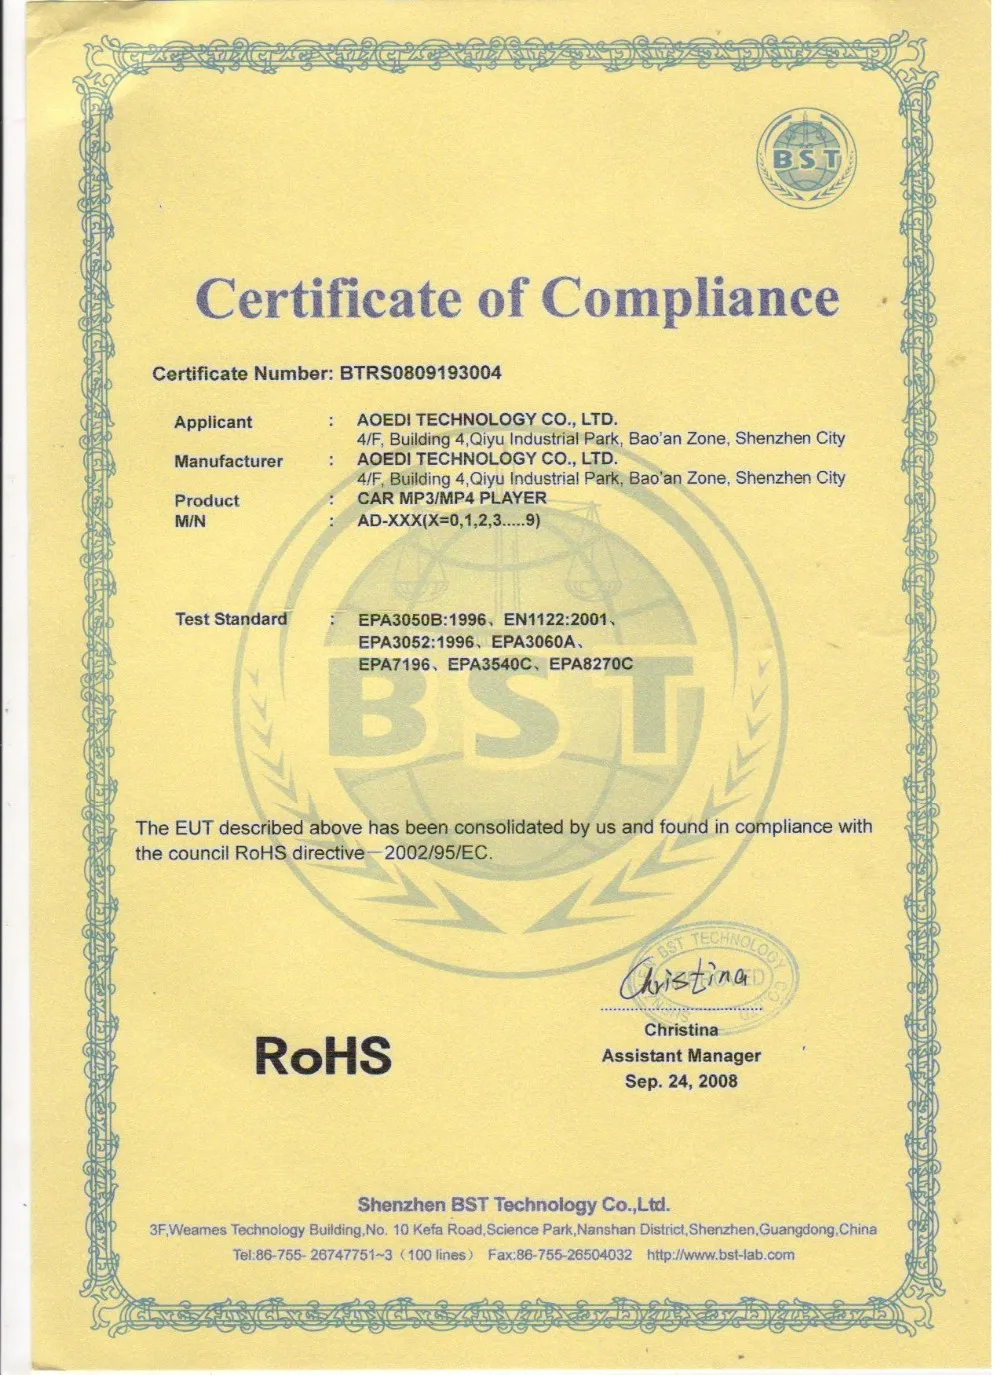 BST
Certificate of Compliance
Certificate Number: BTRS0809193004
Applicant : AOEDI TECHNOLOGY CO., LTD.
4/F, Building 4,Qiyu Industrial Park, Bao'an Zone, Shenzhen City
Manufacturer : AOEDI TECHNOLOGY CO., LTD.
4/F, Building 4,Qiyu Industrial Park, Bao'an Zone, Shenzhen City
Product : CAR MP3/MP4 PLAYER
M/N : AD-XXX(X=0,1,2,3.....9)
Test Standard : EPA3050B:1996、EN1122:2001、
EPA3052:1996、EPA3060A、
EPA7196、EPA3540C、EPA8270C
BST
The EUT described above has been consolidated by us and found in compliance with
the council RoHS directive—2002/95/EC.
BST TECHNOLOGY CO
Christina
Christina
RoHS
Assistant Manager
Sep. 24, 2008
Shenzhen BST Technology Co.,Ltd.
3F,Weames Technology Building,No. 10 Kefa Road,Science Park,Nanshan District,Shenzhen,Guangdong,China
Tel:86-755- 26747751~3（100 lines） Fax:86-755-26504032 http://www.bst-lab.com